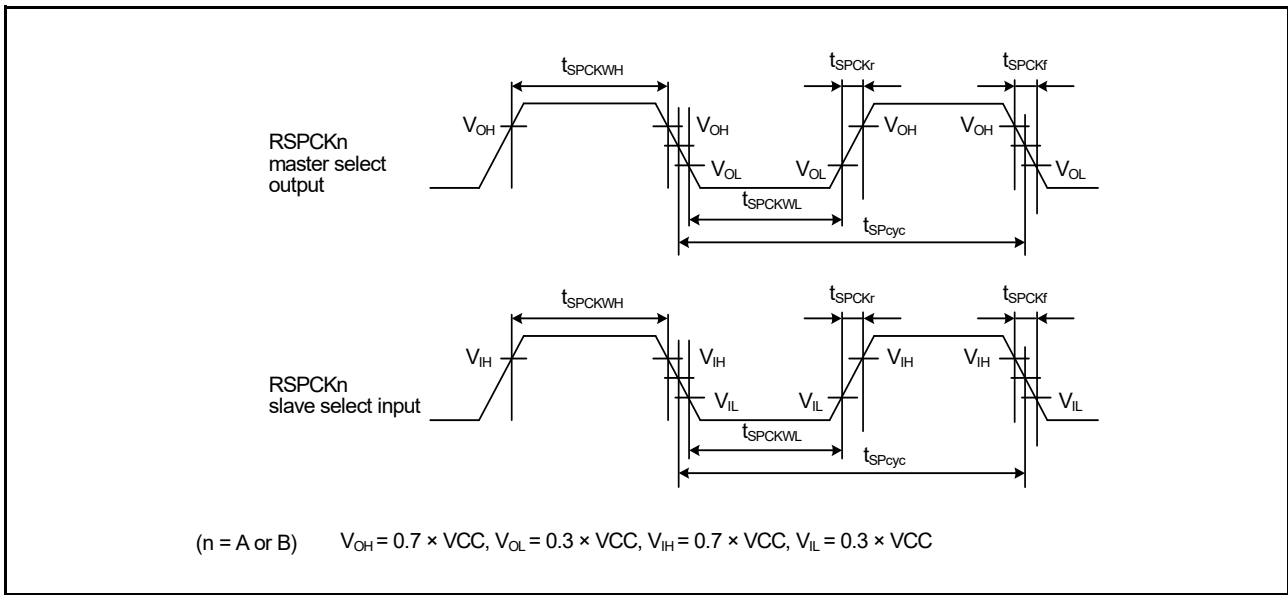 tSPCKWH
tSPCKr
tSPCKf
VOH
VOH
VOH
VOH
RSPCKn
master select
output
VOL
VOL
VOL
tSPCKWL
tSPcyc
tSPCKWH
tSPCKr
tSPCKf
VIH
VIH
VIH
VIH
RSPCKn
slave select input
VIL
VIL
VIL
tSPCKWL
tSPcyc
(n = A or B) VOH = 0.7 × VCC, VOL = 0.3 × VCC, VIH = 0.7 × VCC, VIL = 0.3 × VCC